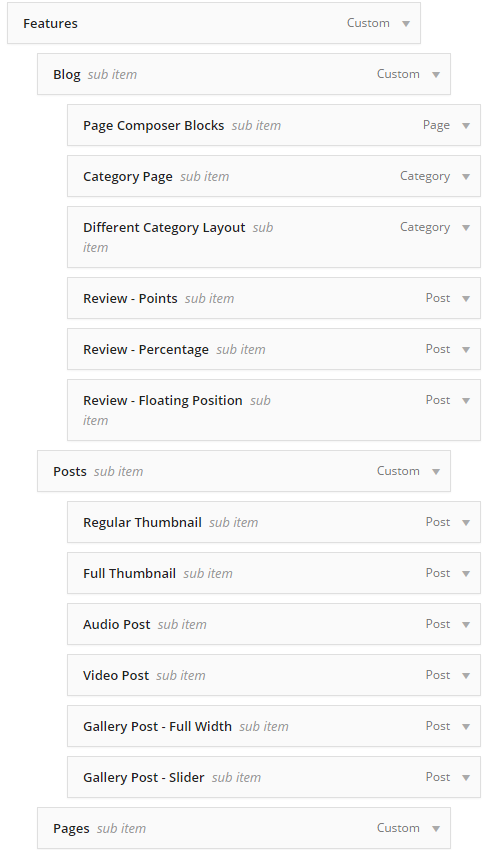 Features Custom
Blog sub item Custom
Page Composer Blocks sub item Page
Category Page sub item Category
Different Category Layout sub Category
item
Review - Points sub item Post
Review - Percentage sub item Post
Review - Floating Position sub Post
item
Posts sub item Custom
Regular Thumbnail sub item Post
Full Thumbnail sub item Post
Audio Post sub item Post
Video Post sub item Post
Gallery Post - Full Width sub item Post
Gallery Post - Slider sub item Post
Pages sub item Custom